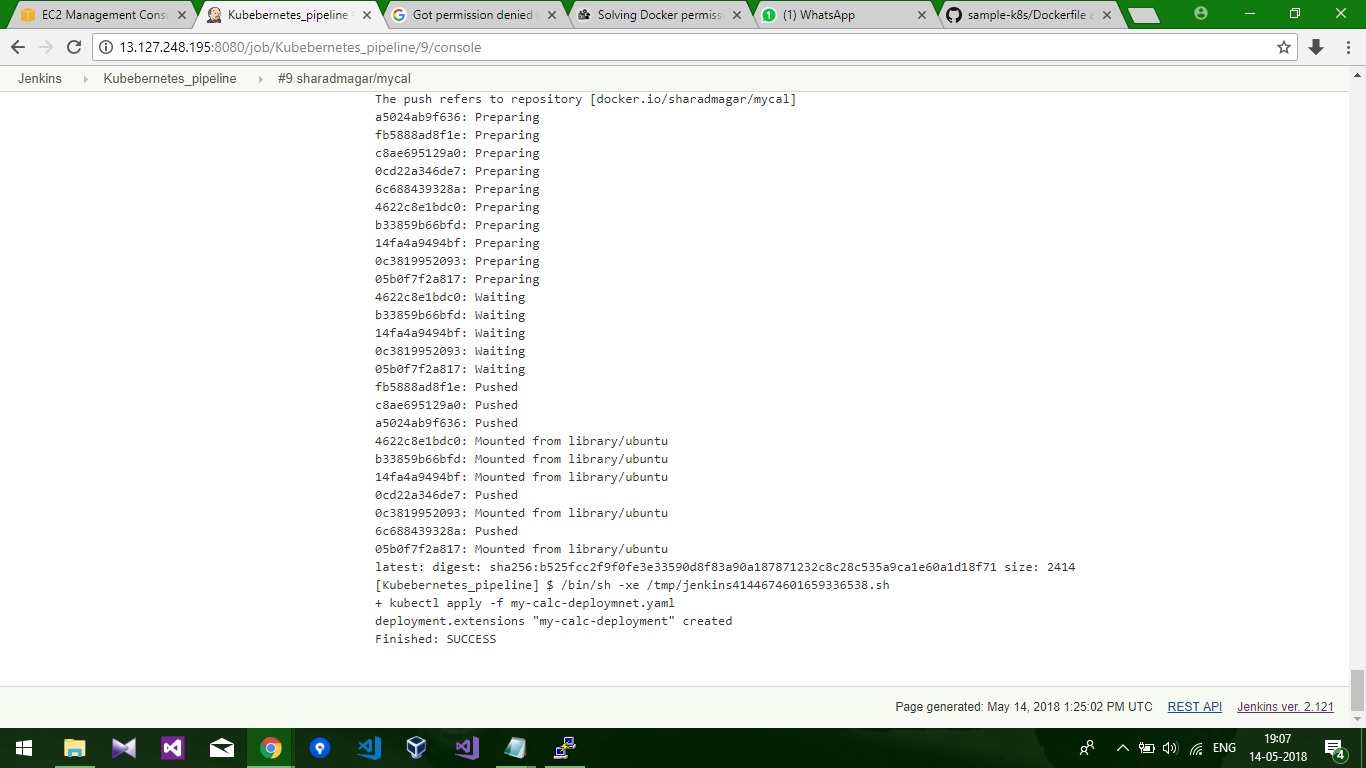 EC2 Management Cons
Kubebernetes_pipeline
Got permission denied
Solving Docker permiss
(1) WhatsApp
sample-k8s/Dockerfile a
13.127.248.195:8080/job/Kubebernetes_pipeline/9/console
Jenkins
Kubebernetes_pipeline
#9 sharadmagar/mycal
The push refers to repository [docker.io/sharadmagar/mycal]
a5024ab9f636: Preparing
fb5888ad8f1e: Preparing
c8ae695129a0: Preparing
0cd22a346de7: Preparing
6c688439328a: Preparing
4622c8e1bdc0: Preparing
b33859b66bfd: Preparing
14fa4a9494bf: Preparing
0c3819952093: Preparing
05b0f7f2a817: Preparing
4622c8e1bdc0: Waiting
b33859b66bfd: Waiting
14fa4a9494bf: Waiting
0c3819952093: Waiting
05b0f7f2a817: Waiting
fb5888ad8f1e: Pushed
c8ae695129a0: Pushed
a5024ab9f636: Pushed
4622c8e1bdc0: Mounted from library/ubuntu
b33859b66bfd: Mounted from library/ubuntu
14fa4a9494bf: Mounted from library/ubuntu
0cd22a346de7: Pushed
0c3819952093: Mounted from library/ubuntu
6c688439328a: Pushed
05b0f7f2a817: Mounted from library/ubuntu
latest: digest: sha256:b525fcc2f9f0fe3e33590d8f83a90a187871232c8c28c535a9ca1e60a1d18f71 size: 2414
[Kubebernetes_pipeline] $ /bin/sh -xe /tmp/jenkins4144674601659336538.sh
+ kubectl apply -f my-calc-deploymnet.yaml
deployment.extensions "my-calc-deployment" created
Finished: SUCCESS
Page generated: May 14, 2018 1:25:02 PM UTC
REST API
Jenkins ver. 2.121
ENG
19:07
14-05-2018
4